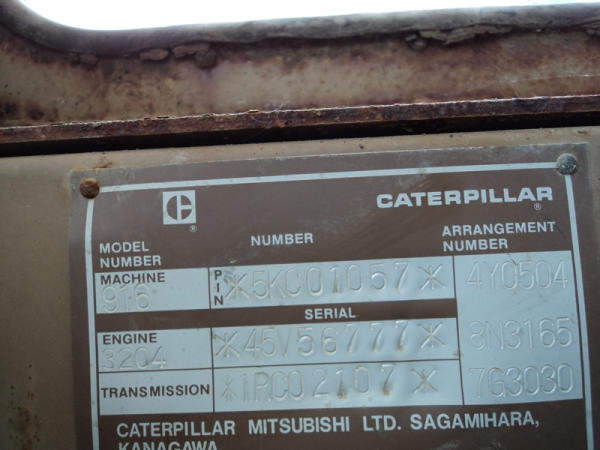 C
®
CATERPILLAR
®
MODEL NUMBER NUMBER ARRANGEMENT NUMBER
MACHINE 916 PIN *5KC01057* 4Y0504
SERIAL
ENGINE 3204 *45V56777* 8N3165
TRANSMISSION *1RC02107* 7G3030
CATERPILLAR MITSUBISHI LTD. SAGAMIHARA,
KANAGAWA